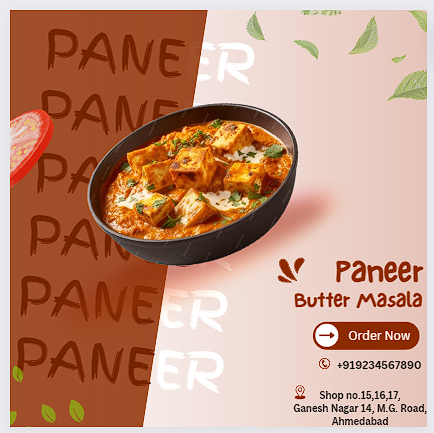 PANEER
PANEER
PANEER
PANEER
PANEER
PANEER
Paneer
Butter Masala
Order Now
+919234567890
Shop no.15,16,17,
Ganesh Nagar 14, M.G. Road,
Ahmedabad